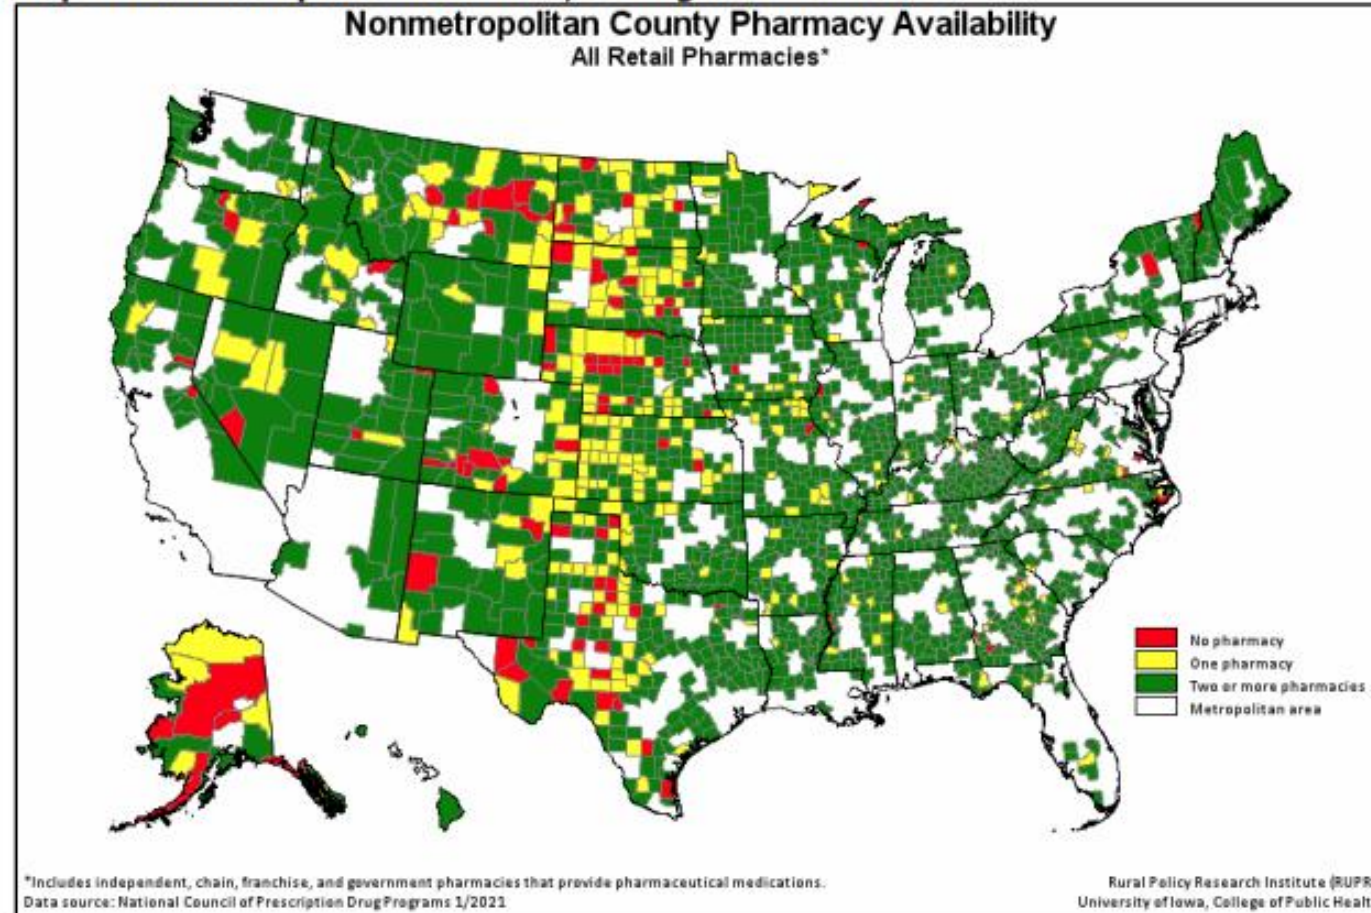 Nonmetropolitan County Pharmacy Availability
All Retail Pharmacies*
No pharmacy
One pharmacy
Two or more pharmacies
Metropolitan area
*Includes independent, chain, franchise, and government pharmacies that provide pharmaceutical medications.
Data source: National Council of Prescription Drug Programs 1/2021
Rural Policy Research Institute (RUPR
University of Iowa, College of Public Healt